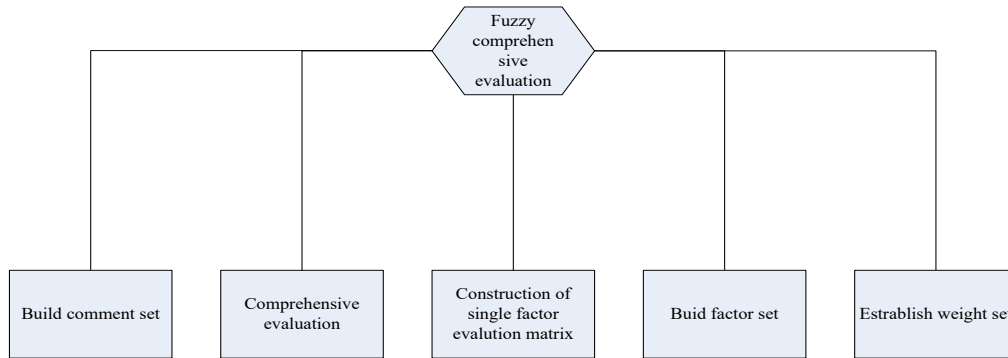 Fuzzy
comprehen
sive
evaluation
Build comment set
Comprehensive
evaluation
Construction of
single factor
evalution matrix
Buid factor set
Estrablish weight set